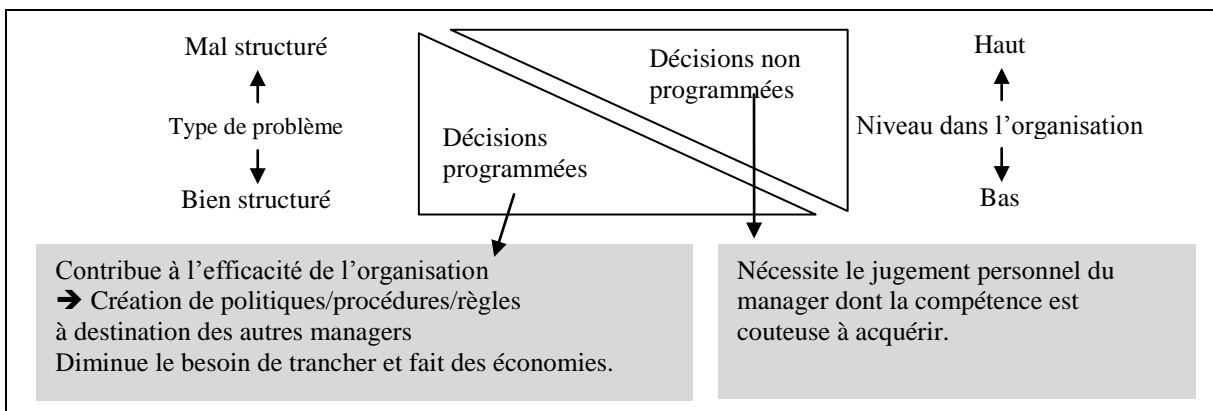 Mal structuré
Type de problème
Bien structuré
Décisions
programmées
Décisions non
programmées
Haut
Niveau dans l’organisation
Bas
Contribue à l’efficacité de l’organisation
➔ Création de politiques/procédures/règles
à destination des autres managers
Diminue le besoin de trancher et fait des économies.
Nécessite le jugement personnel du
manager dont la compétence est
couteuse à acquérir.